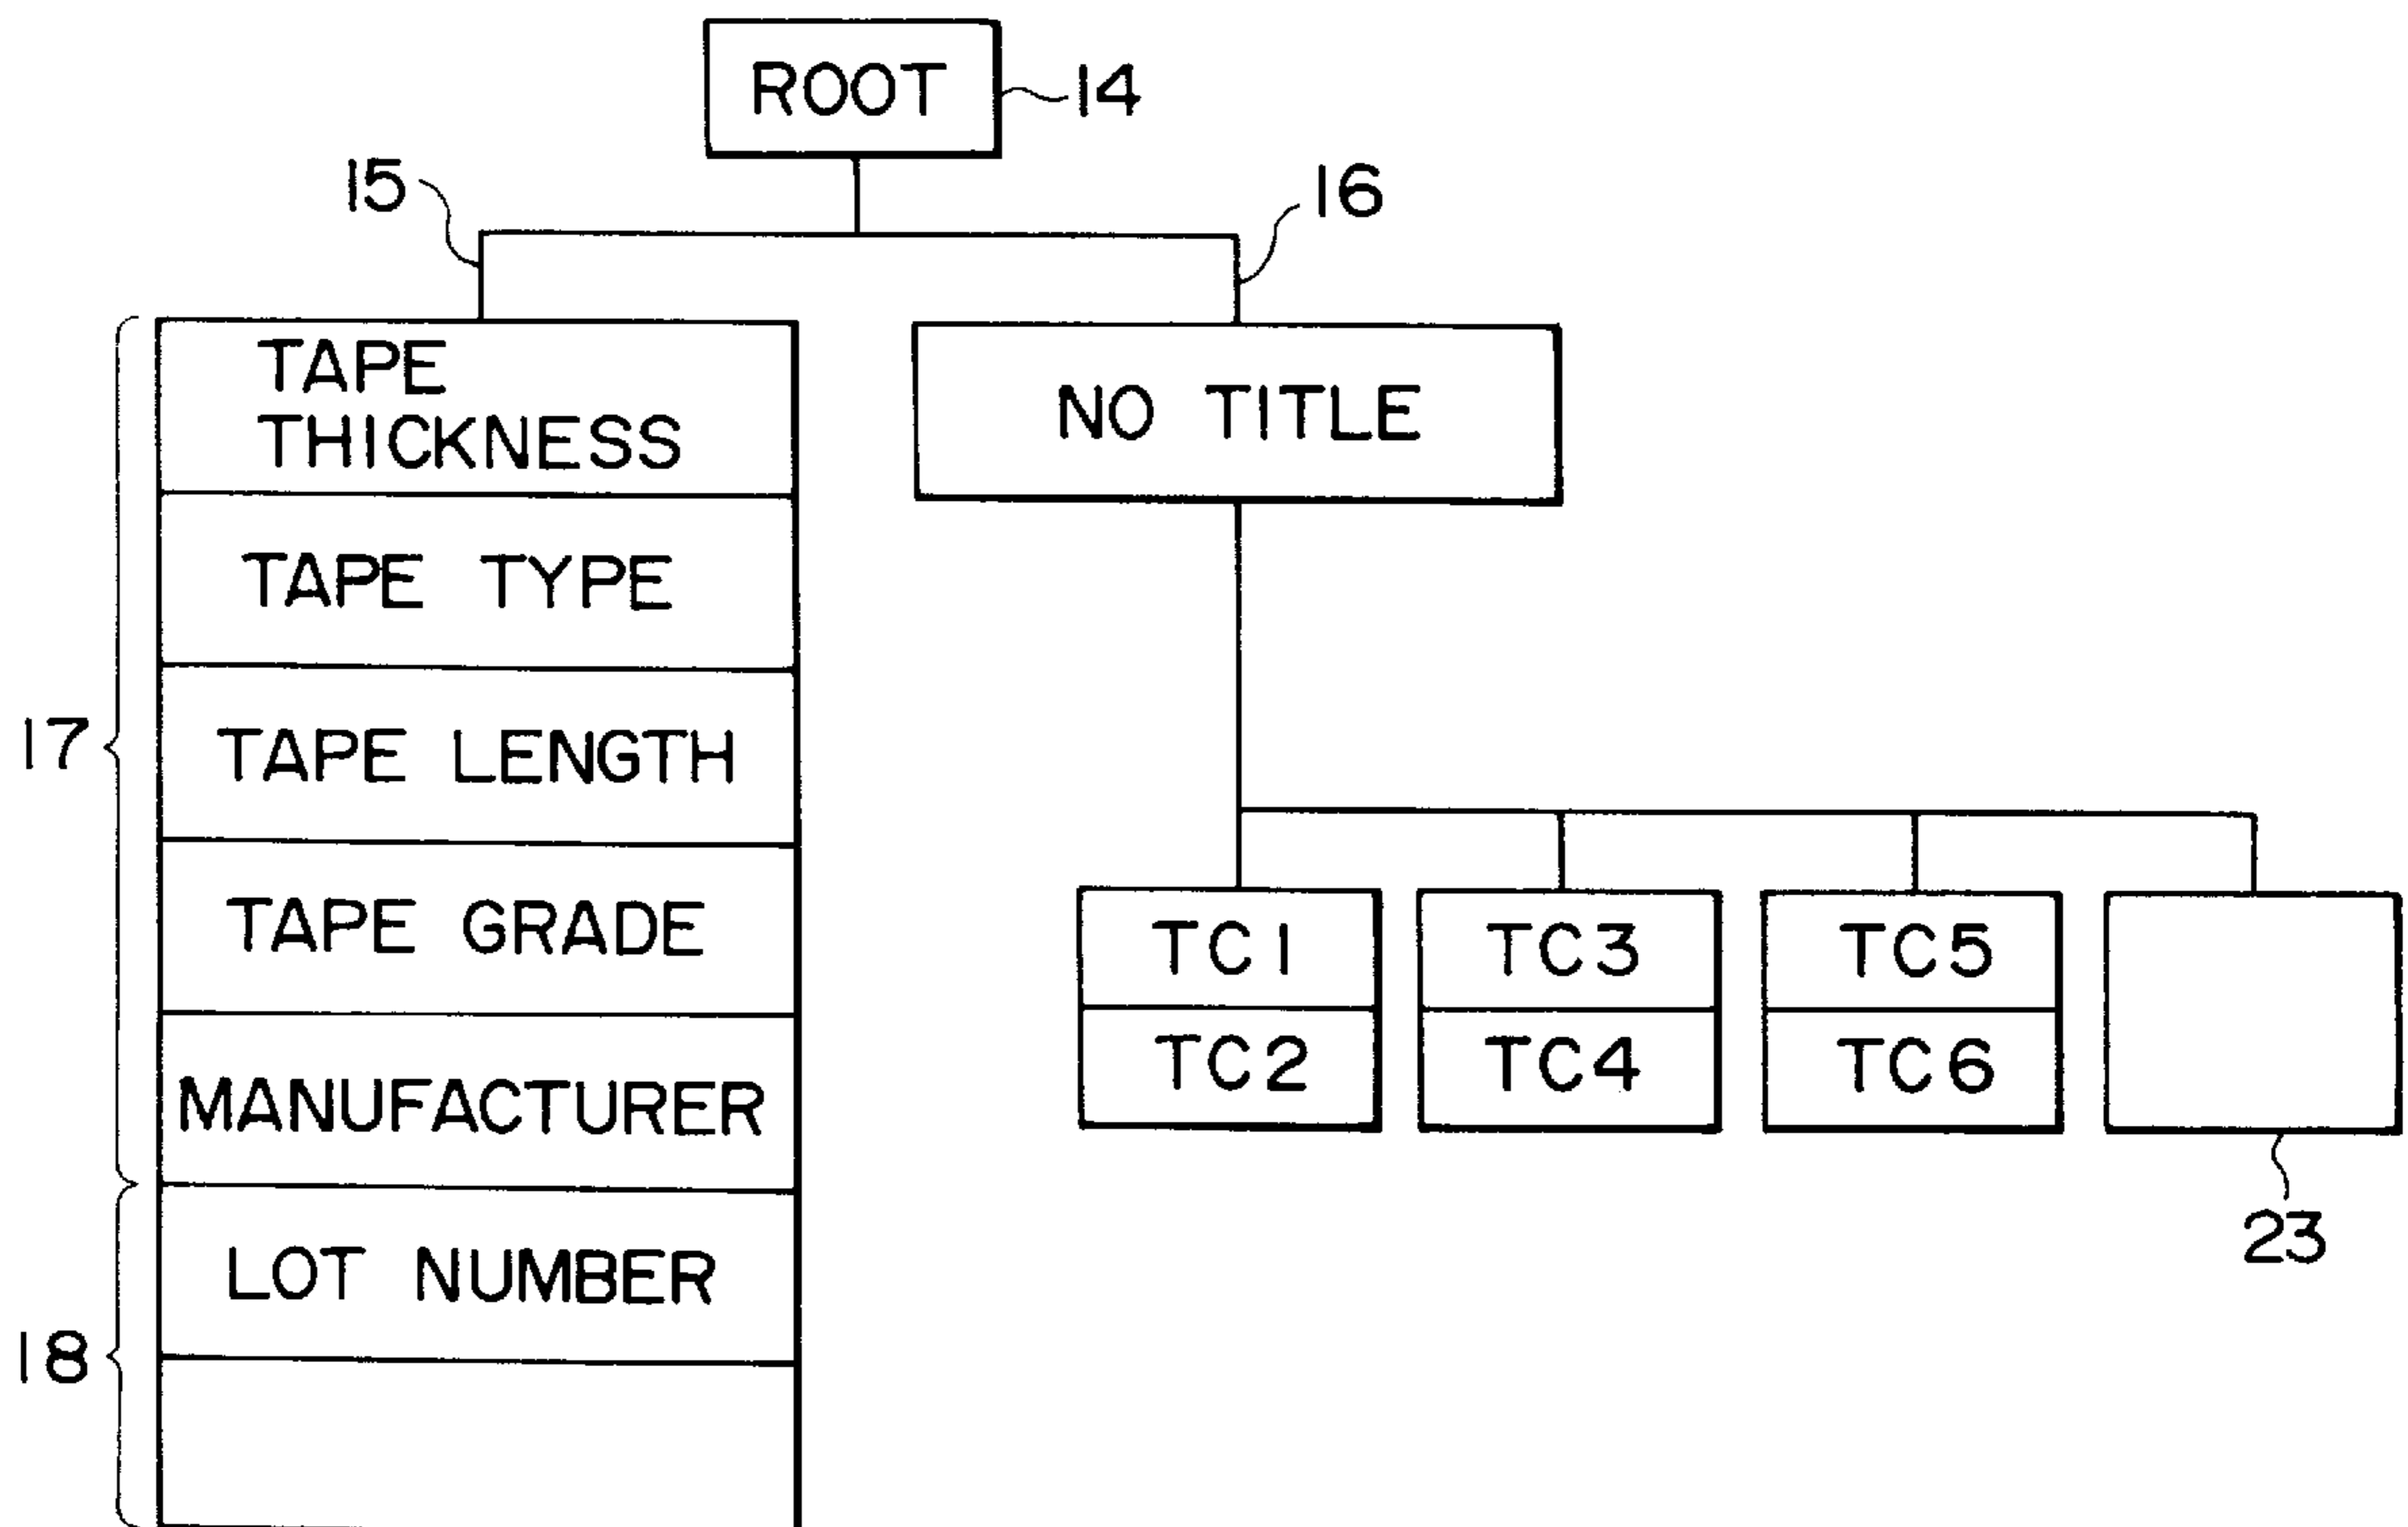 ROOT
14
15
16
TAPE
THICKNESS
NO TITLE
TAPE TYPE
17
TAPE LENGTH
TAPE GRADE
TC1
TC3
TC5
TC2
TC4
TC6
MANUFACTURER
23
LOT NUMBER
18